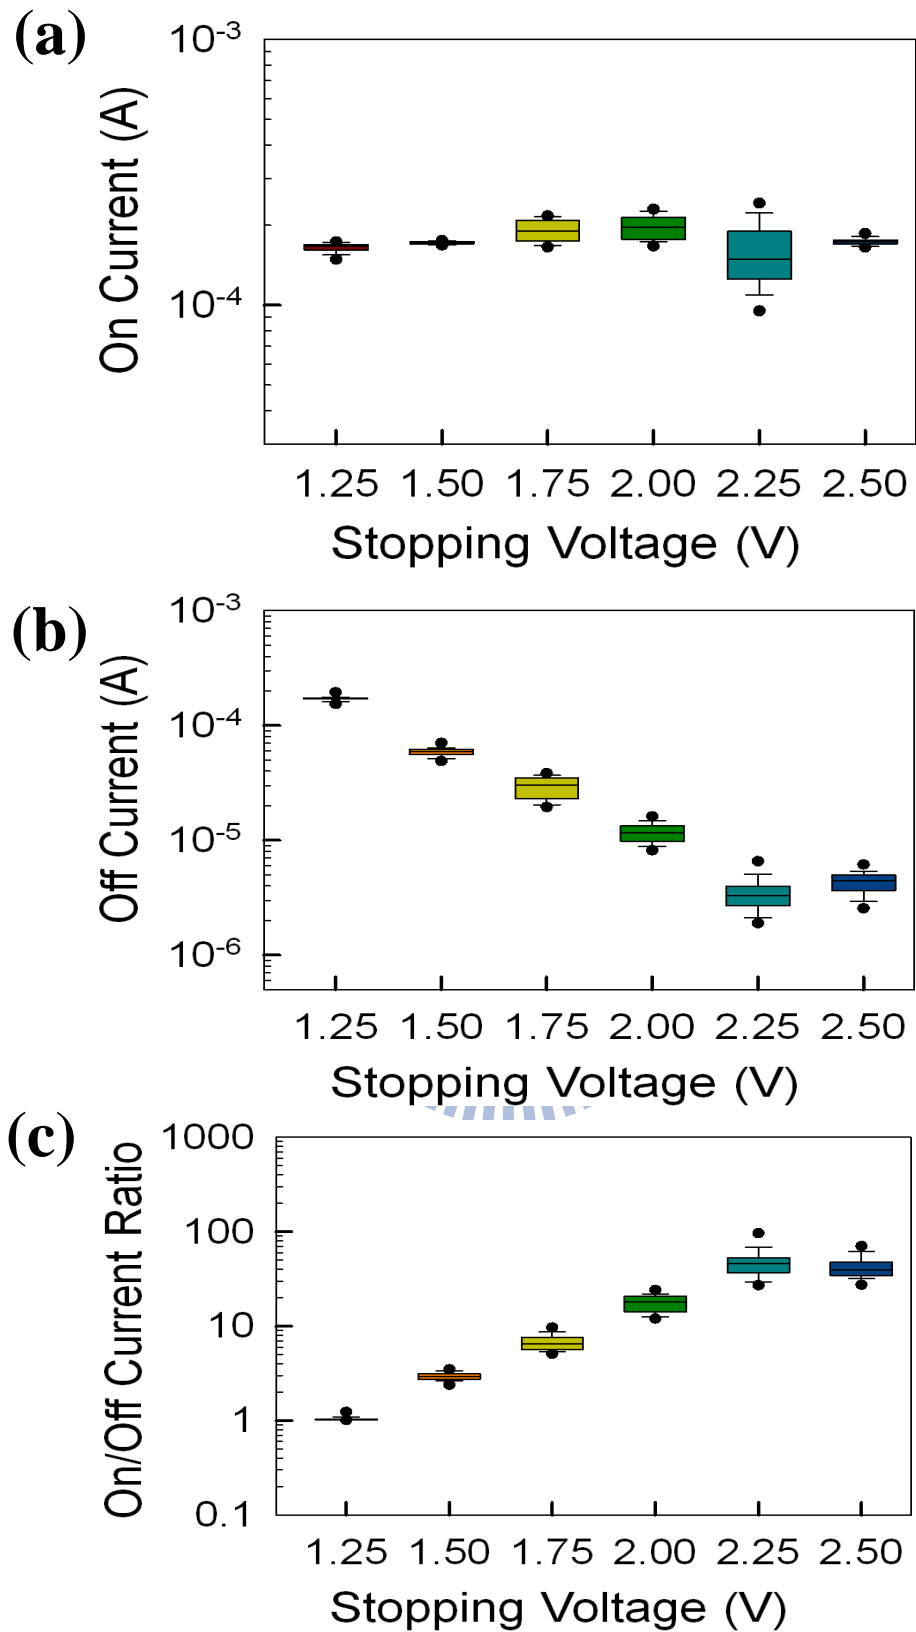 (a)
10-3
On Current (A)
10-4
1.25 1.50 1.75 2.00 2.25 2.50
Stopping Voltage (V)
(b)
10-3
Off Current (A)
10-4
10-5
10-6
1.25 1.50 1.75 2.00 2.25 2.50
Stopping Voltage (V)
(c)
On/Off Current Ratio
1000
100
10
1
0.1
1.25 1.50 1.75 2.00 2.25 2.50
Stopping Voltage (V)